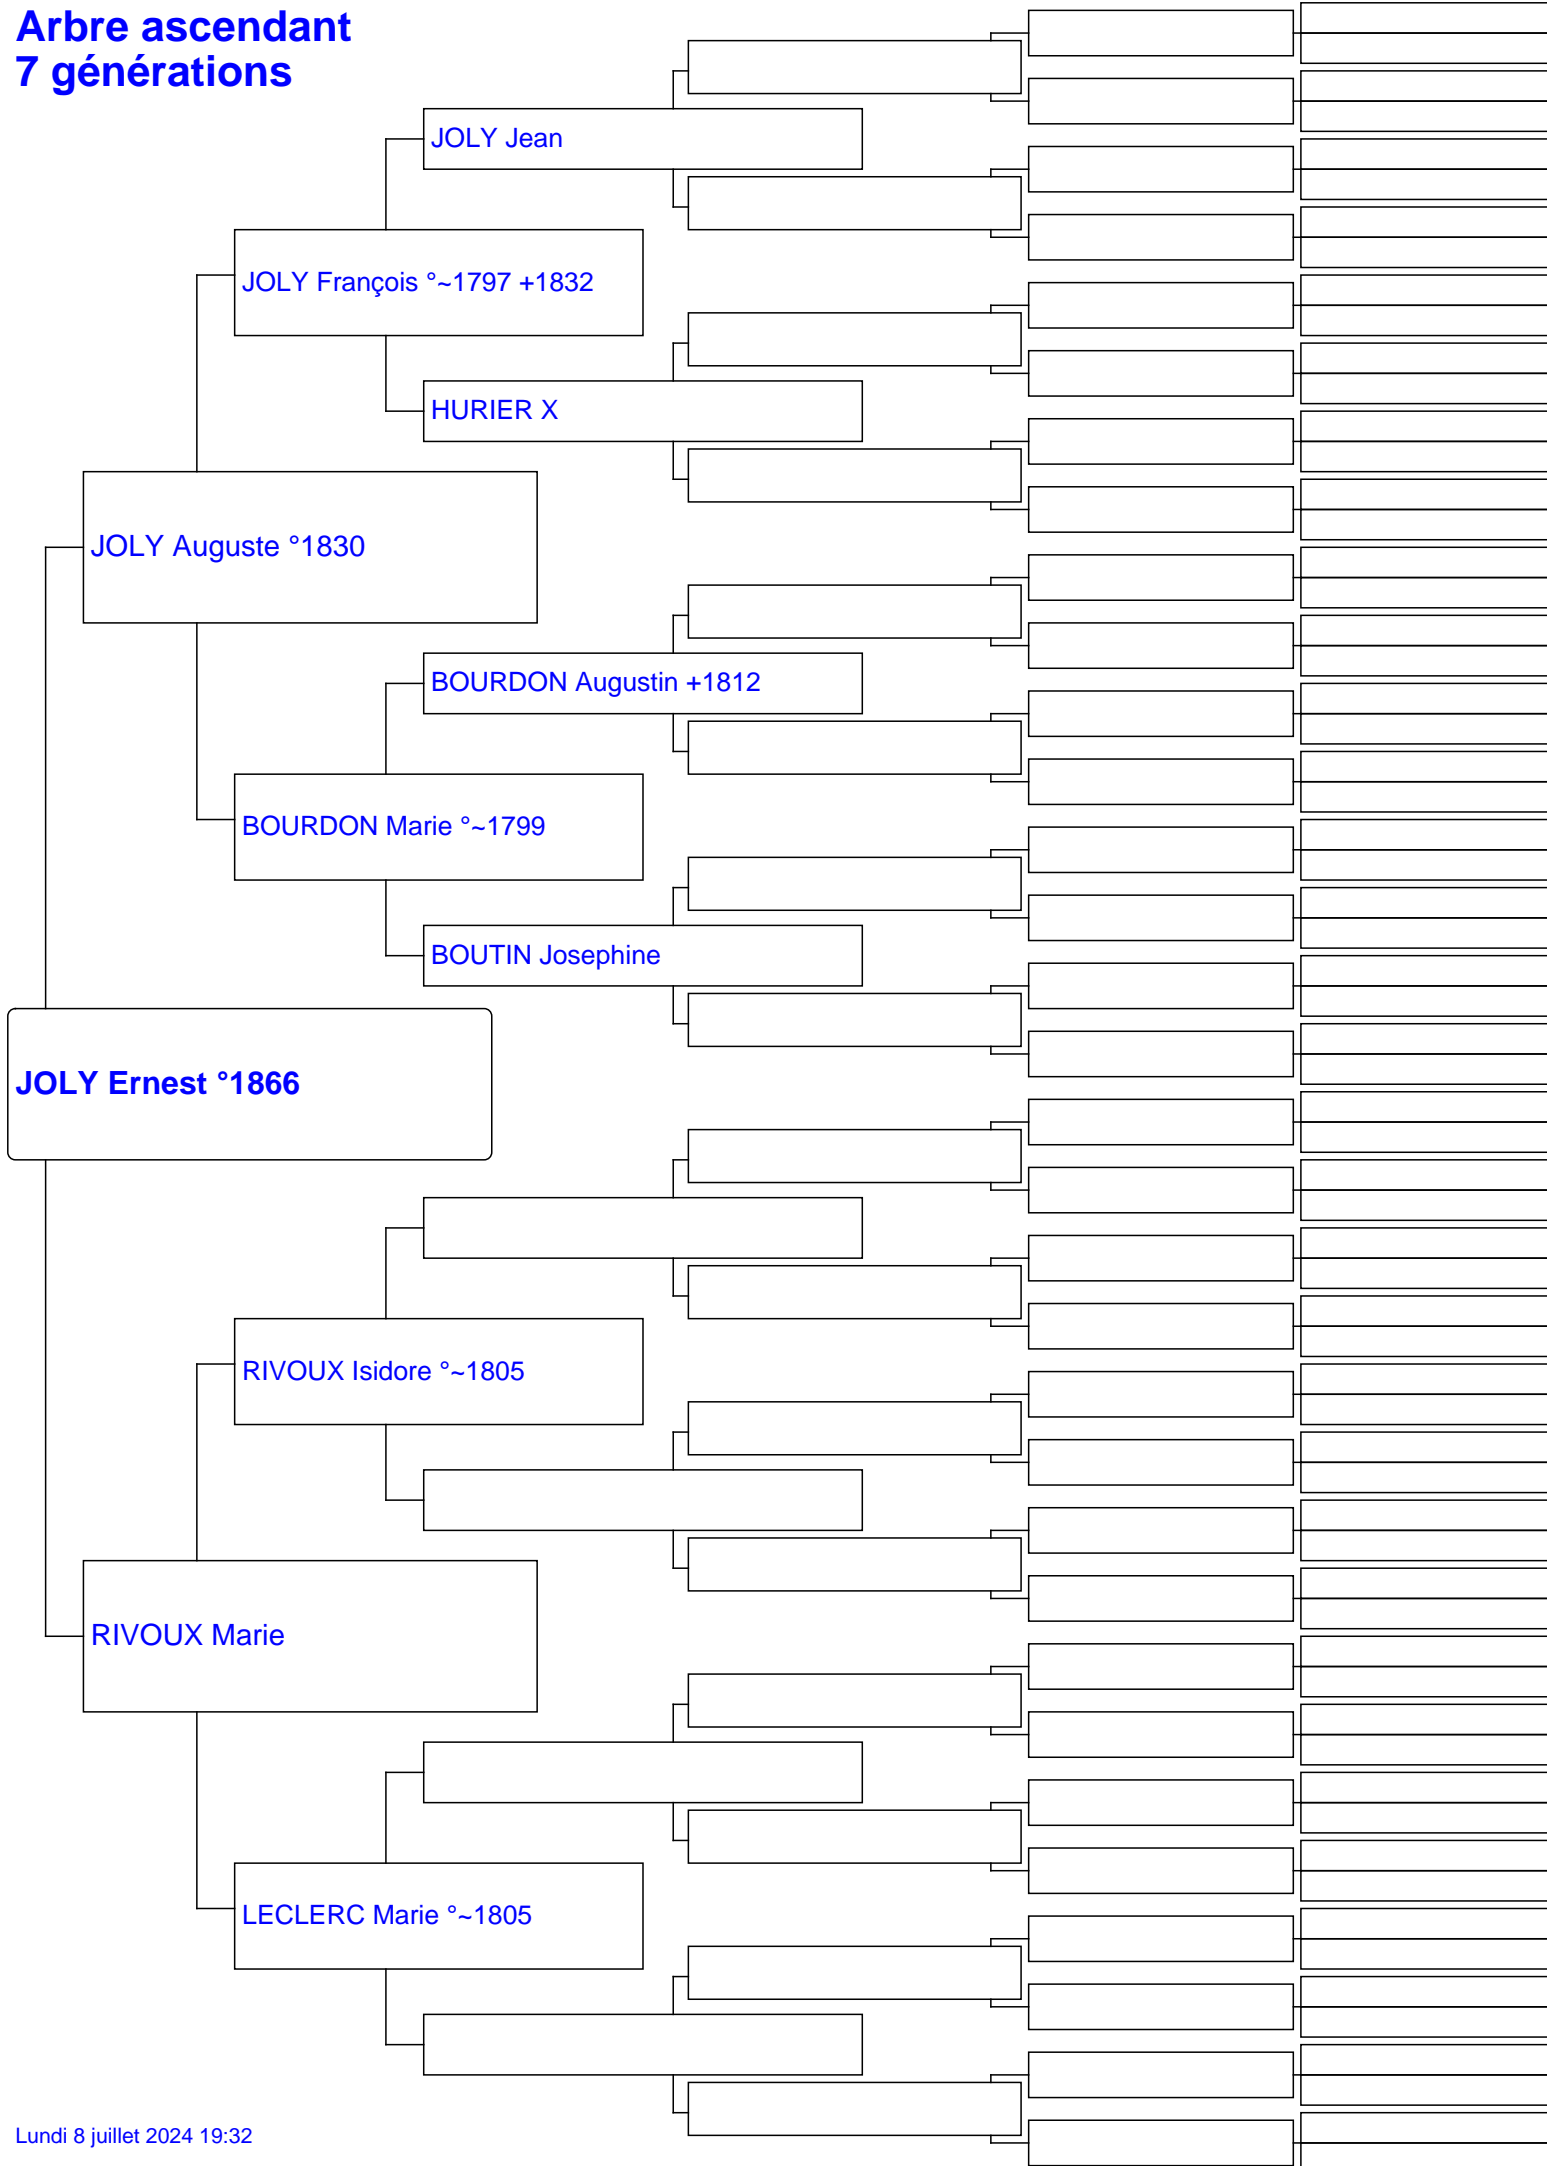 Arbre ascendant
7 générations
JOLY Jean
JOLY François °~1797 +1832
HURIER X
JOLY Auguste °1830
BOURDON Augustin +1812
BOURDON Marie °~1799
BOUTIN Josephine
JOLY Ernest °1866
RIVOUX Isidore °~1805
RIVOUX Marie
LECLERC Marie °~1805
Lundi 8 juillet 2024 19:32